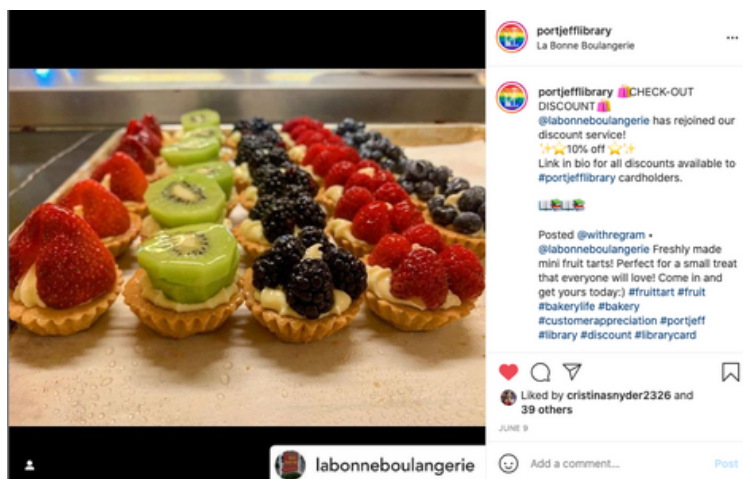 portjefflibrary
La Bonne Boulangerie
portjefflibrary 🛍️CHECK-OUT
DISCOUNT🛍️
@labonneboulangerie has rejoined our
discount service!
✨⭐10% off ⭐✨
Link in bio for all discounts available to
#portjefflibrary cardholders.
📖📚📖📚
Posted @withregram •
@labonneboulangerie Freshly made
mini fruit tarts! Perfect for a small treat
that everyone will love! Come in and
get yours today:) #fruittart #fruit
#bakerylife #bakery
#customerappreciation #portjeff
#library #discount #librarycard
Liked by cristinasnyder2326 and
39 others
JUNE 9
Add a comment...
Post
labonneboulangerie